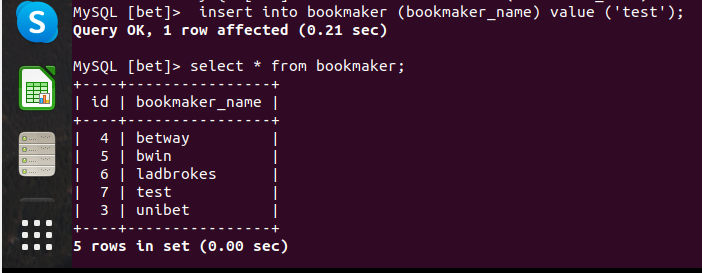 S
MySQL [bet]>  insert into bookmaker (bookmaker_name) value ('test');
Query OK, 1 row affected (0.21 sec)
MySQL [bet]> select * from bookmaker;
+----+----------------+
| id | bookmaker_name |
+----+----------------+
|  4 | betway         |
|  5 | bwin           |
|  6 | ladbrokes      |
|  7 | test           |
|  3 | unibet         |
+----+----------------+
5 rows in set (0.00 sec)